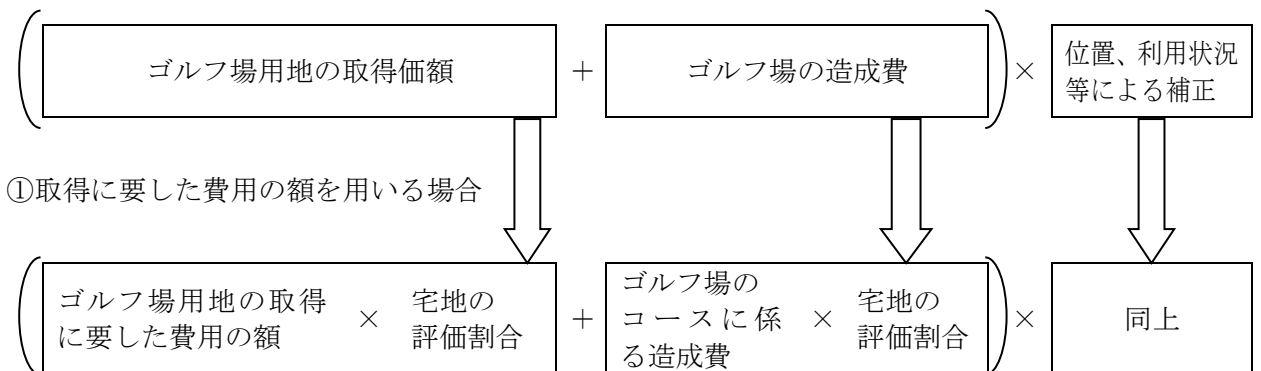 ゴルフ場用地の取得価額 + ゴルフ場の造成費 × 位置、利用状況
等による補正
①取得に要した費用の額を用いる場合
ゴルフ場用地の取得
に要した費用の額 × 宅地の
評価割合 + ゴルフ場の
コースに係
る造成費 × 宅地の
評価割合 × 同上